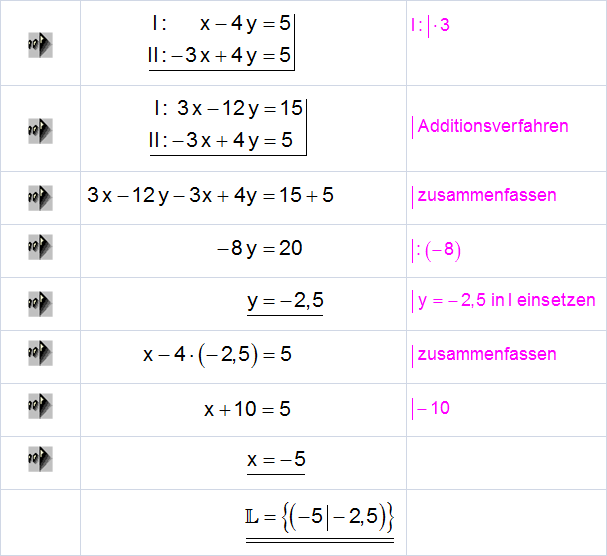 I: x − 4y = 5 I: | · 3
II: −3x + 4y = 5
I: 3x − 12y = 15
II: −3x + 4y = 5 | Additionsverfahren
3x − 12y − 3x + 4y = 15 + 5 | zusammenfassen
−8y = 20 | : (−8)
y = −2,5 | y = −2,5 in I einsetzen
x − 4 · (−2,5) = 5 | zusammenfassen
x + 10 = 5 | − 10
x = −5
𝕃 = {(−5 | −2,5)}